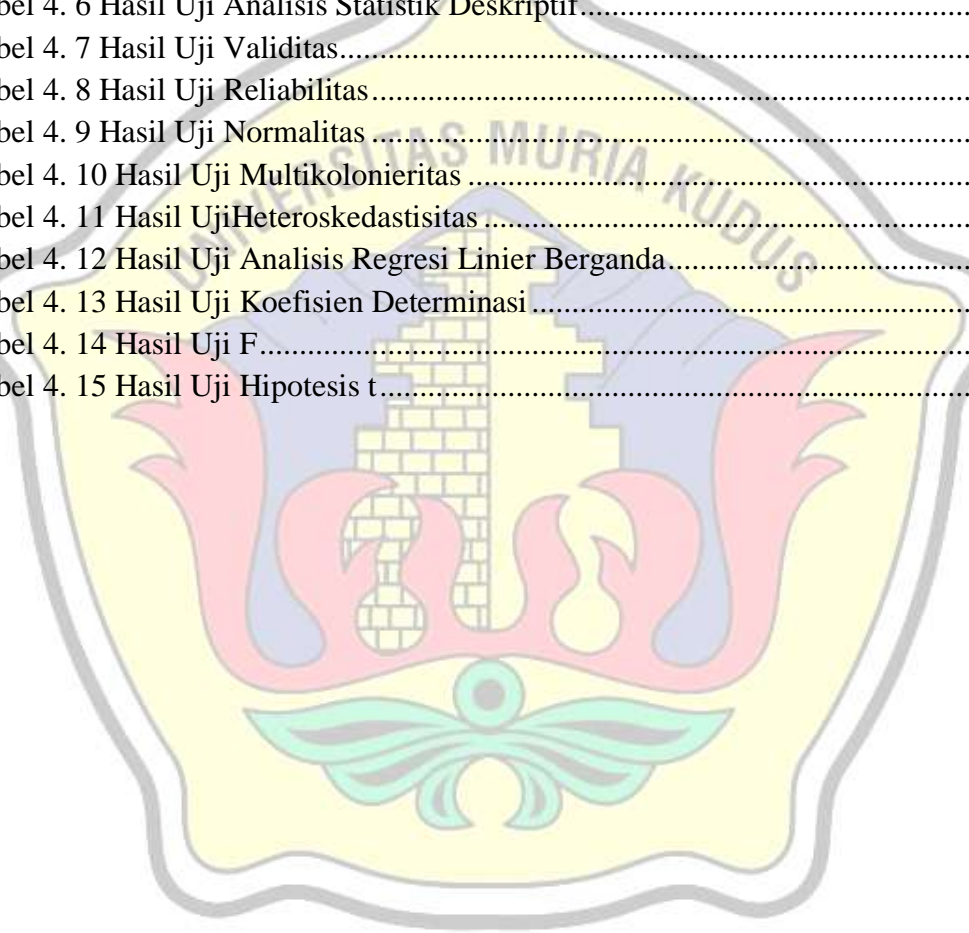 bel 4. 6 Hasil Uji Analisis Statistik Deskriptif........................................
bel 4. 7 Hasil Uji Validitas........................................
bel 4. 8 Hasil Uji Reliabilitas........................................
bel 4. 9 Hasil Uji Normalitas ........................................
bel 4. 10 Hasil Uji Multikolonieritas ........................................
bel 4. 11 Hasil UjiHeteroskedastisitas ........................................
bel 4. 12 Hasil Uji Analisis Regresi Linier Berganda........................................
bel 4. 13 Hasil Uji Koefisien Determinasi ........................................
bel 4. 14 Hasil Uji F........................................
bel 4. 15 Hasil Uji Hipotesis t ........................................
UNIVERSITAS MURIA KUDUS